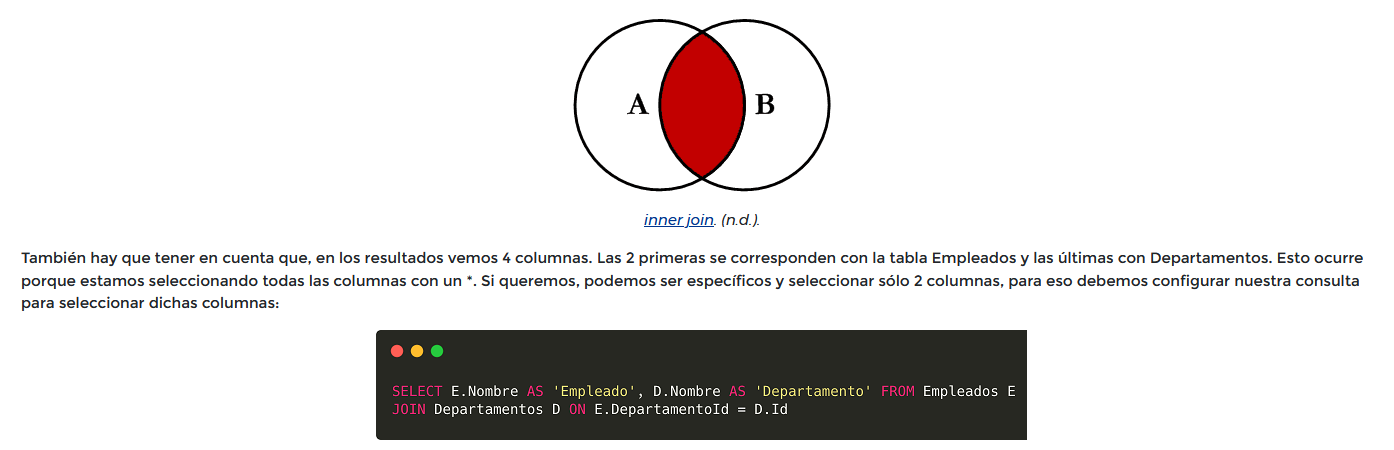 A B
inner join. (n.d.).
También hay que tener en cuenta que, en los resultados vemos 4 columnas. Las 2 primeras se corresponden con la tabla Empleados y las últimas con Departamentos. Esto ocurre
porque estamos seleccionando todas las columnas con un *. Si queremos, podemos ser específicos y seleccionar sólo 2 columnas, para eso debemos configurar nuestra consulta
para seleccionar dichas columnas:
SELECT E.Nombre AS 'Empleado', D.Nombre AS 'Departamento' FROM Empleados E
JOIN Departamentos D ON E.DepartamentoId = D.Id